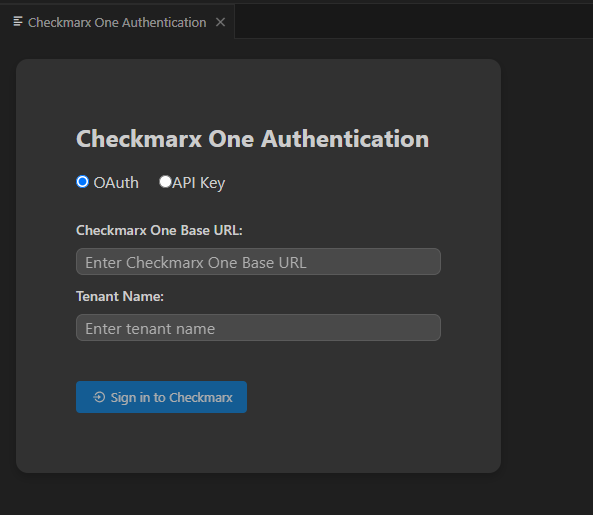 Checkmarx One Authentication
Checkmarx One Authentication
OAuth API Key
Checkmarx One Base URL:
Enter Checkmarx One Base URL
Tenant Name:
Enter tenant name
Sign in to Checkmarx